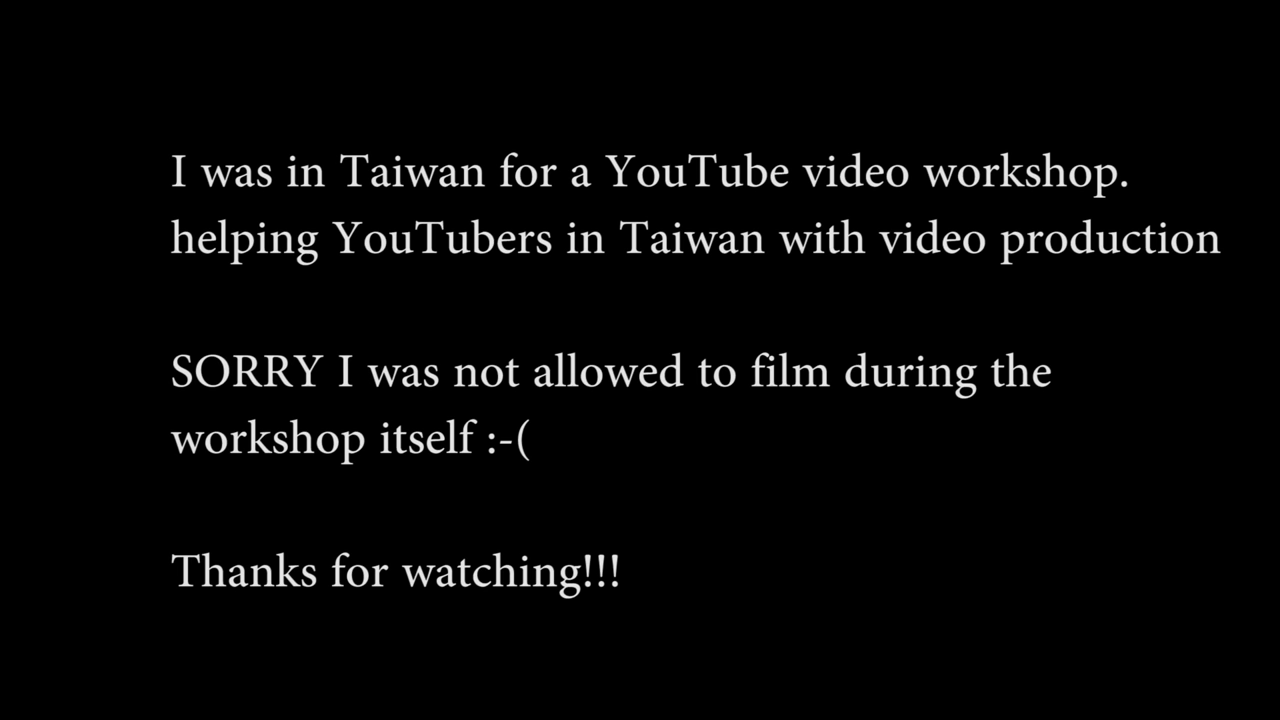 I was in Taiwan for a YouTube video workshop.
helping YouTubers in Taiwan with video production
SORRY I was not allowed to film during the
workshop itself :-(
Thanks for watching!!!